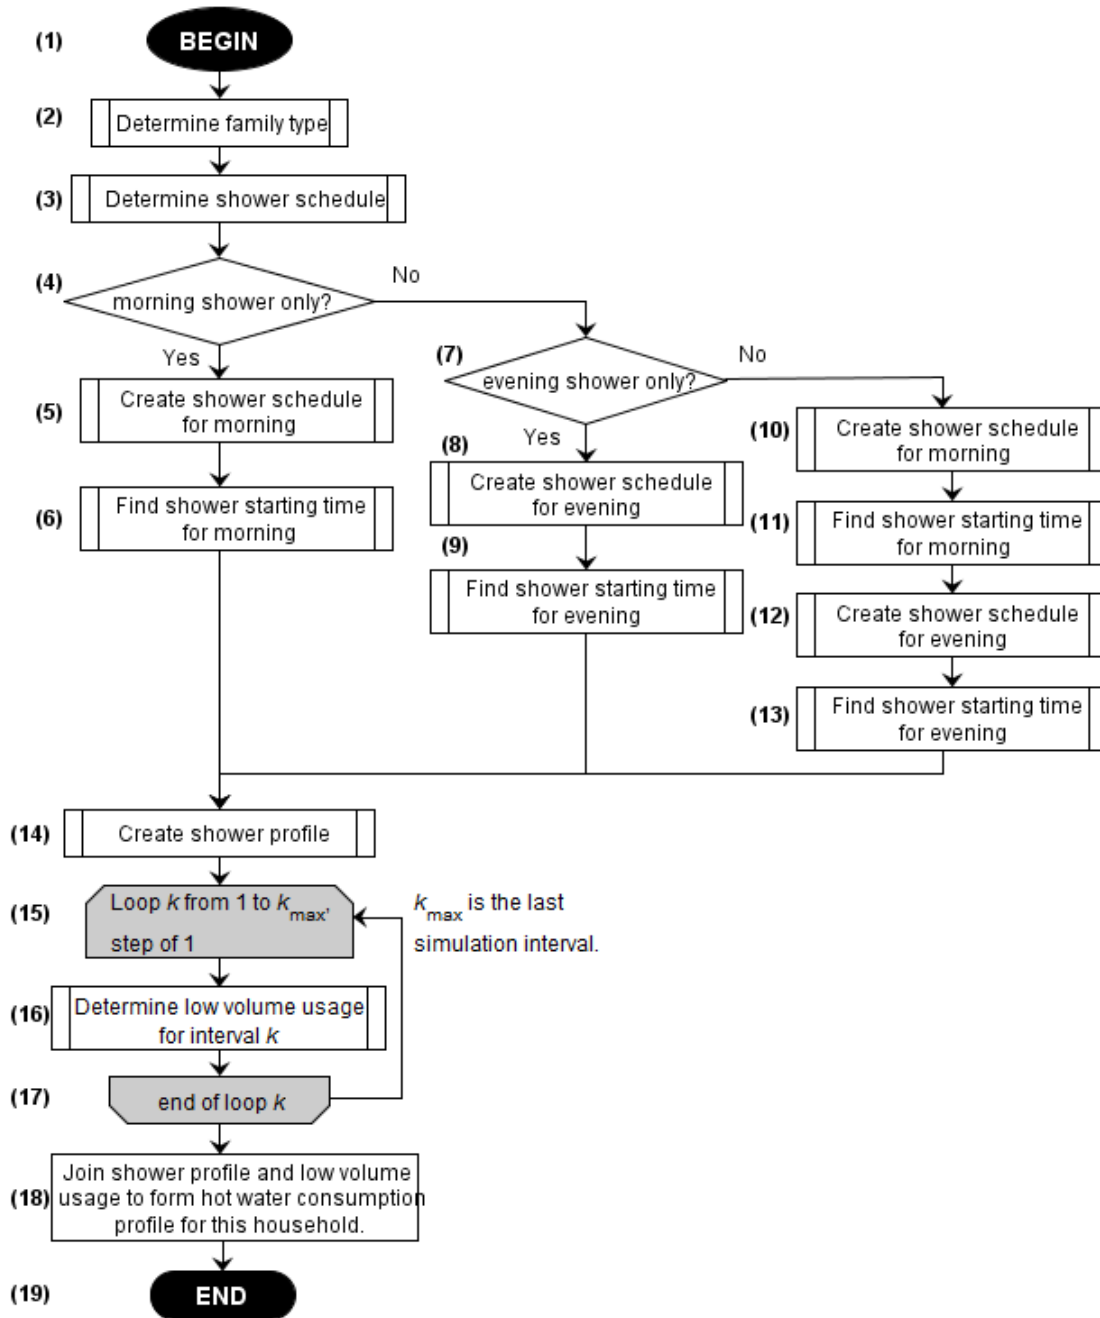 (1)
BEGIN
(2)
Determine family type
(3)
Determine shower schedule
(4)
morning shower only?
No
Yes
(5)
Create shower schedule
for morning
(6)
Find shower starting time
for morning
(7)
evening shower only?
No
Yes
(8)
Create shower schedule
for evening
(9)
Find shower starting time
for evening
(10)
Create shower schedule
for morning
(11)
Find shower starting time
for morning
(12)
Create shower schedule
for evening
(13)
Find shower starting time
for evening
(14)
Create shower profile
(15)
Loop k from 1 to kmax,
step of 1
kmax is the last
simulation interval.
(16)
Determine low volume usage
for interval k
(17)
end of loop k
(18)
Join shower profile and low volume
usage to form hot water consumption
profile for this household.
(19)
END